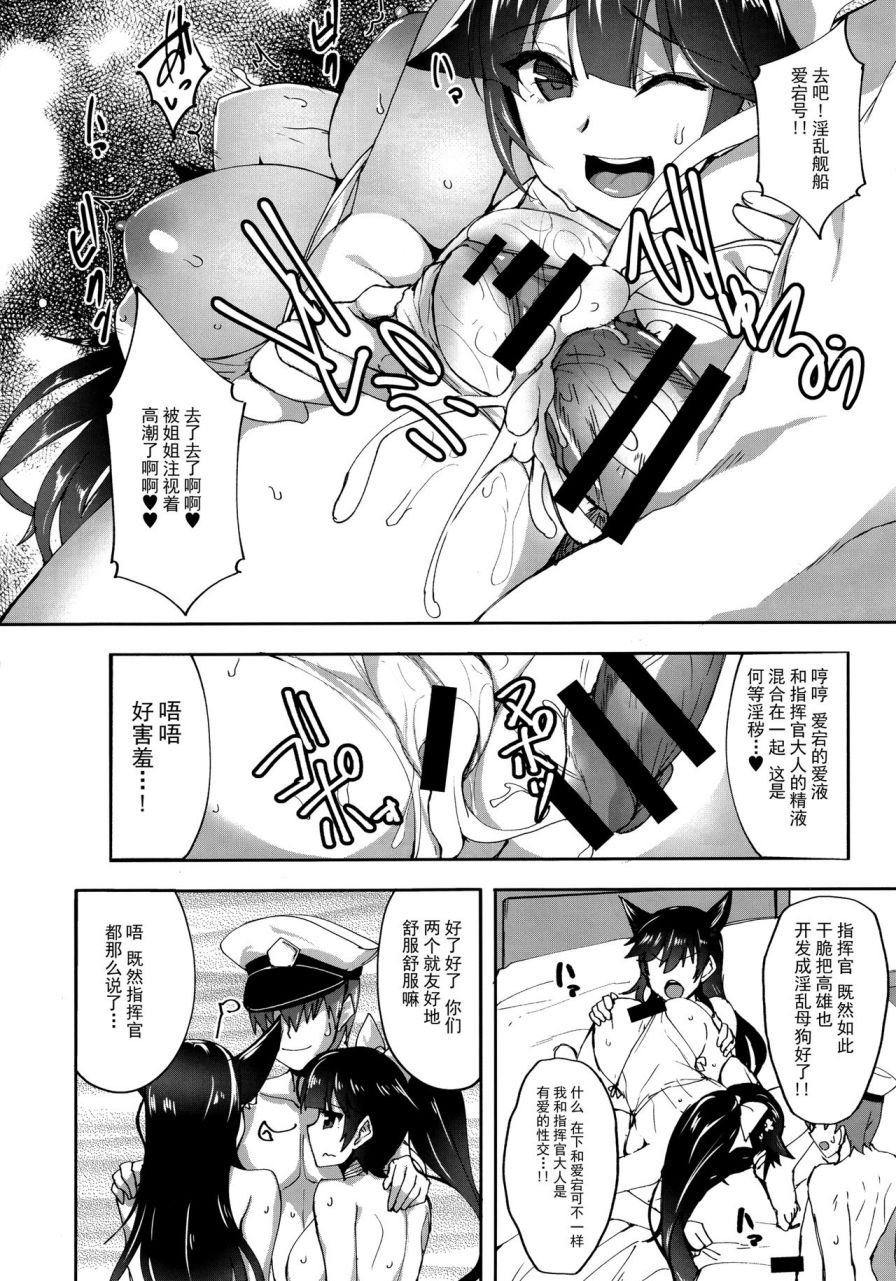 去吧！淫乱舰船
爱宕号!!
去了去了啊啊♥
被姐姐注视着
高潮了啊啊♥
哼哼 爱宕的爱液
和指挥官大人的精液
混合在一起 这是
何等淫秽…♥
ヌポ
唔唔
好害羞…！
指挥官 既然如此
干脆把高雄也
开发成淫乱母狗好了!!
什么 在下和爱宕可不一样
我和指挥官大人是
有爱的性交…!!
好了好了 你们
两个就友好地
舒服舒服嘛
唔 既然指挥官
都那么说了…